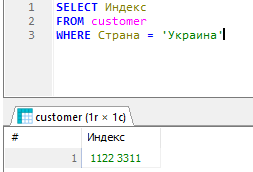 1 SELECT Индекс
2 FROM customer
3 WHERE Страна = 'Украина'
customer (1r × 1c)
# Индекс
1 1122 3311